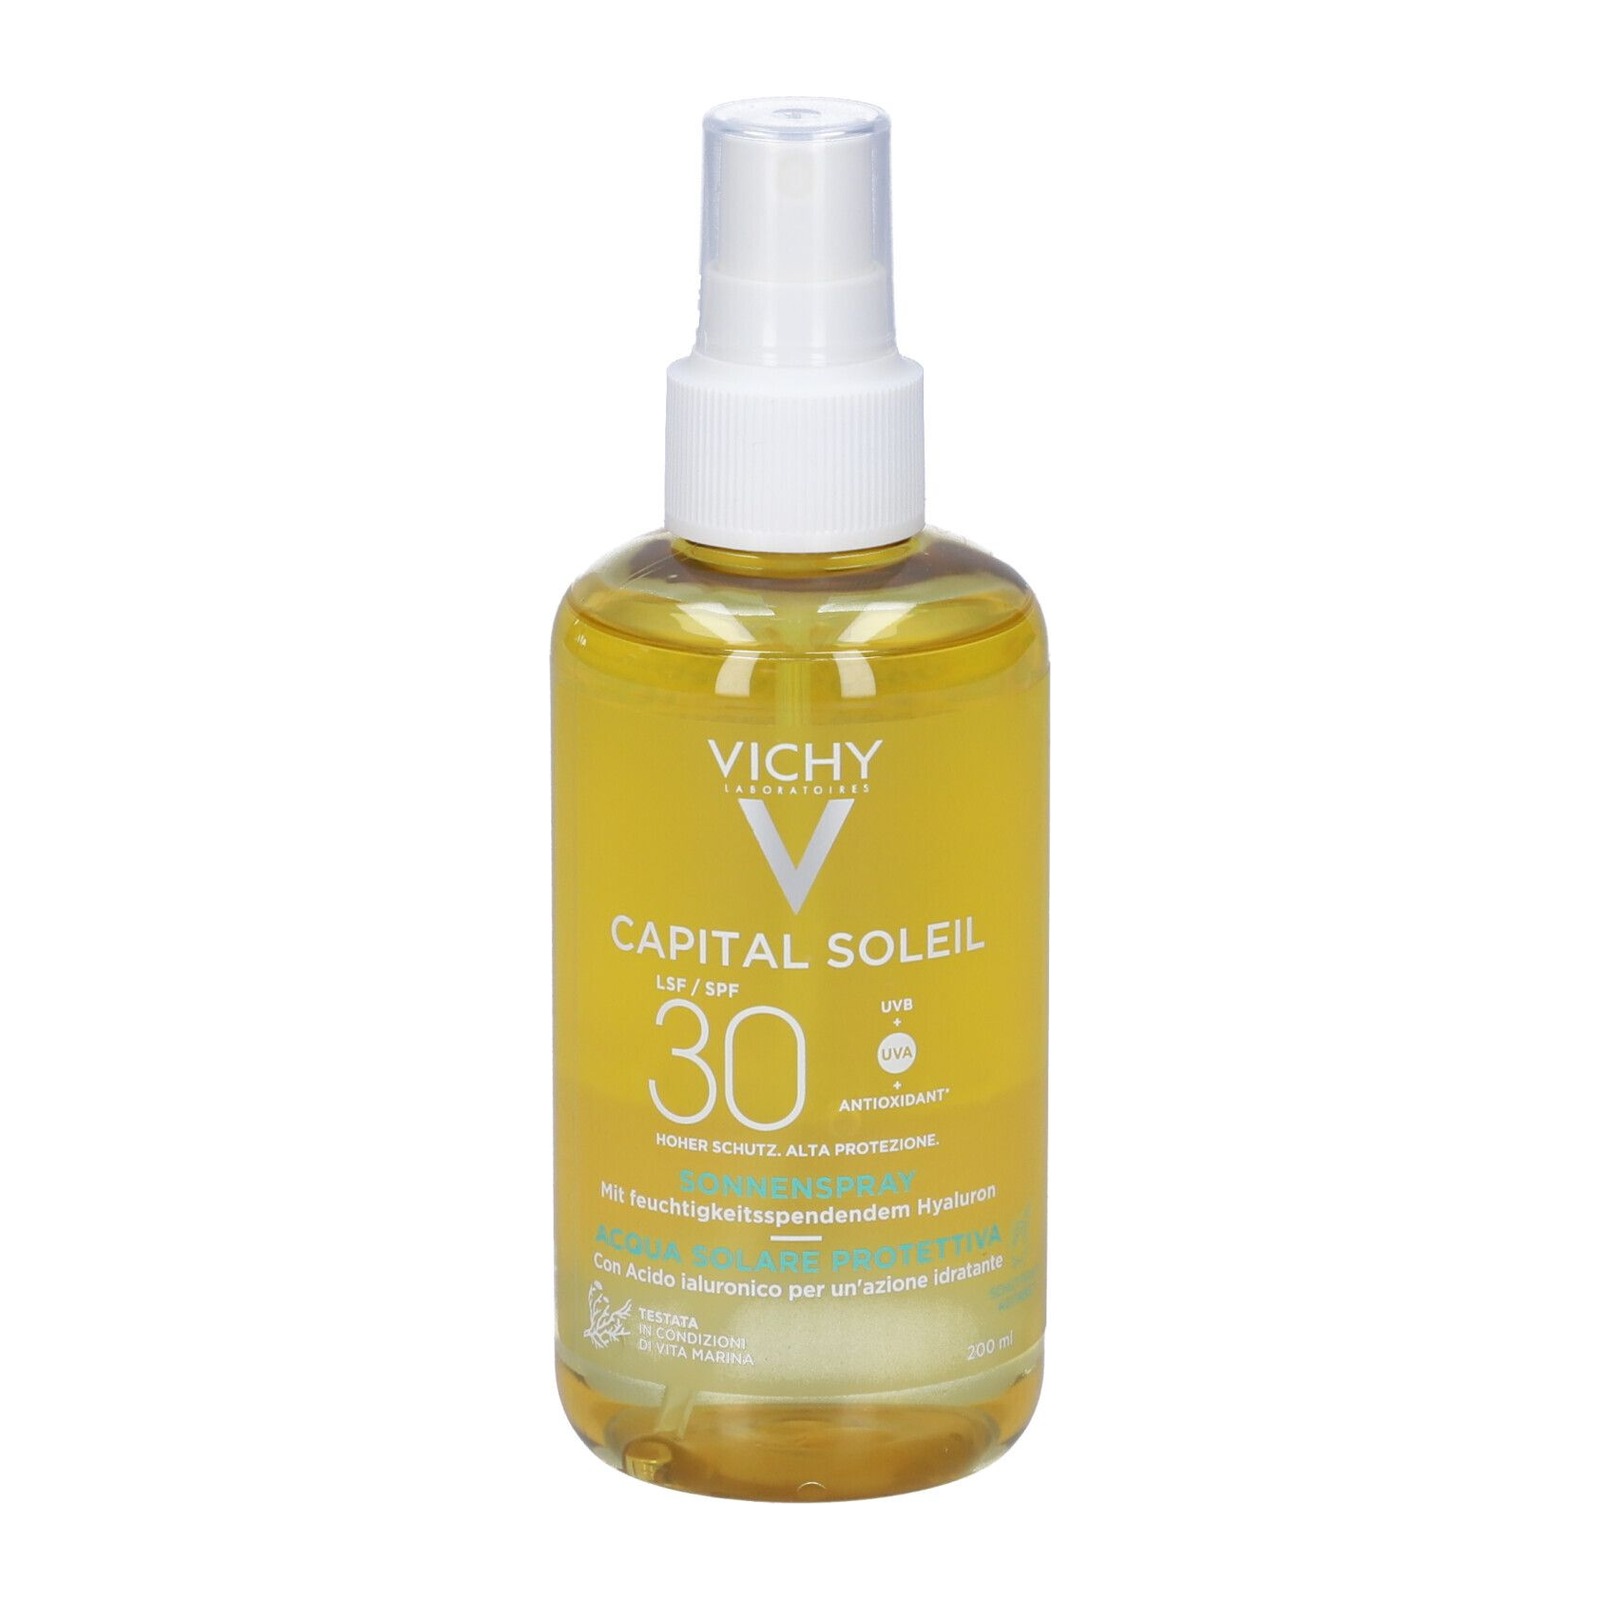 VICHY
LABORATOIRES
CAPITAL SOLEIL
LSF / SPF
30
UVB
+
UVA
+
ANTIOXIDANT*
HOHER SCHUTZ. ALTA PROTEZIONE.
SONNENSPRAY
Mit feuchtigkeitsspendendem Hyaluron
ACQUA SOLARE PROTETTIVA
Con Acido ialuronico per un'azione idratante
TESTATA
IN CONDIZIONI
DI VITA MARINA
200 ml